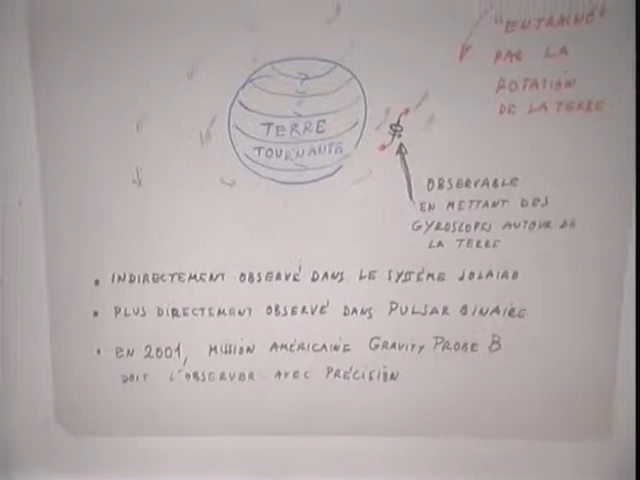 "ENTRAINÉ"
PAR LA
ROTATION
DE LA TERRE
TERRE
TOURNANTE
OBSERVABLE
EN METTANT DES
GYROSCOPES AUTOUR DE
LA TERRE
• INDIRECTEMENT OBSERVÉ DANS LE SYSTÈME SOLAIRE
• PLUS DIRECTEMENT OBSERVÉ DANS PULSAR BINAIRE
• EN 2001, MISSION AMÉRICAINE GRAVITY PROBE B
DOIT L'OBSERVER AVEC PRÉCISION